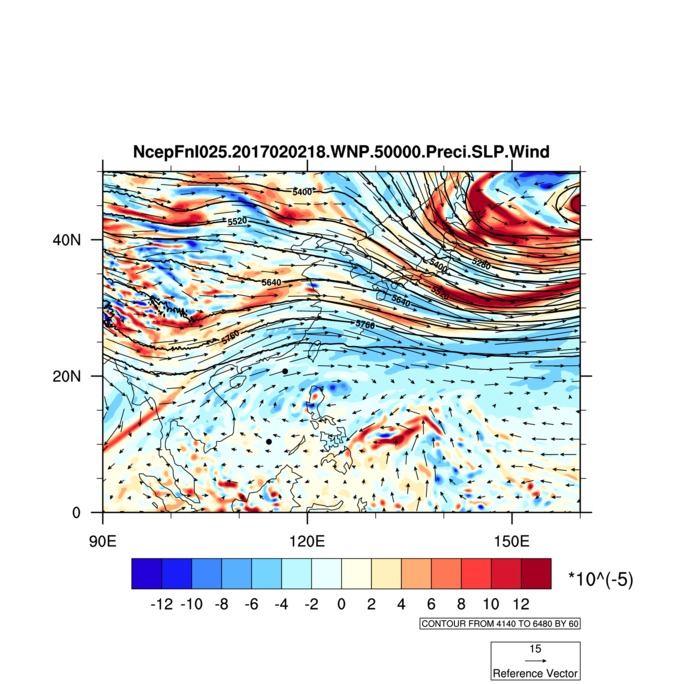 NcepFnl025.2017020218.WNP.50000.Preci.SLP.Wind
5400
5520
40N
5400
5280
5640
5640
5760
5766
20N
0
90E 120E 150E
-12 -10 -8 -6 -4 -2 0 2 4 6 8 10 12
*10^(-5)
CONTOUR FROM 4140 TO 6480 BY 60
15
Reference Vector